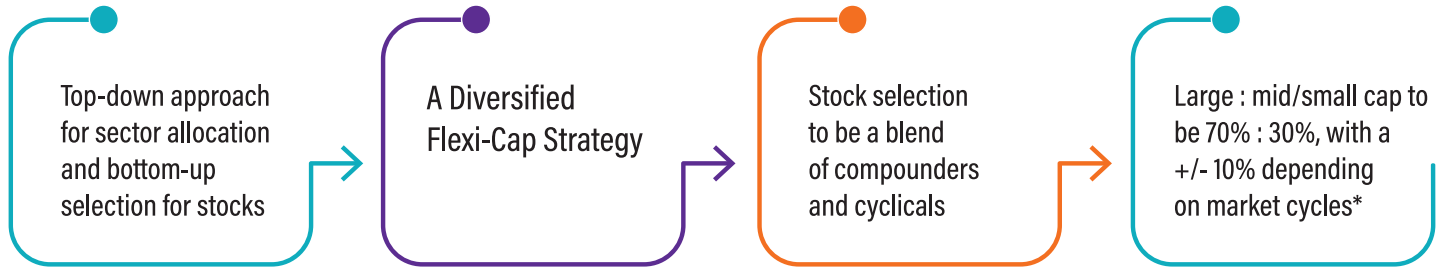 Top-down approach
for sector allocation
and bottom-up
selection for stocks
A Diversified
Flexi-Cap Strategy
Stock selection
to be a blend
of compounders
and cyclicals
Large : mid/small cap to
be 70% : 30%, with a
+/- 10% depending
on market cycles*